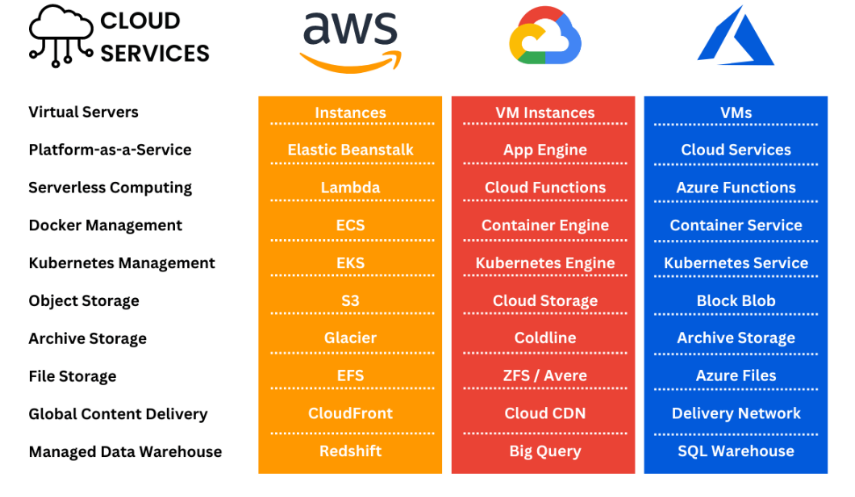 CLOUD
SERVICES
aws
Virtual Servers Instances VM Instances VMs
Platform-as-a-Service Elastic Beanstalk App Engine Cloud Services
Serverless Computing Lambda Cloud Functions Azure Functions
Docker Management ECS Container Engine Container Service
Kubernetes Management EKS Kubernetes Engine Kubernetes Service
Object Storage S3 Cloud Storage Block Blob
Archive Storage Glacier Coldline Archive Storage
File Storage EFS ZFS / Avere Azure Files
Global Content Delivery CloudFront Cloud CDN Delivery Network
Managed Data Warehouse Redshift Big Query SQL Warehouse